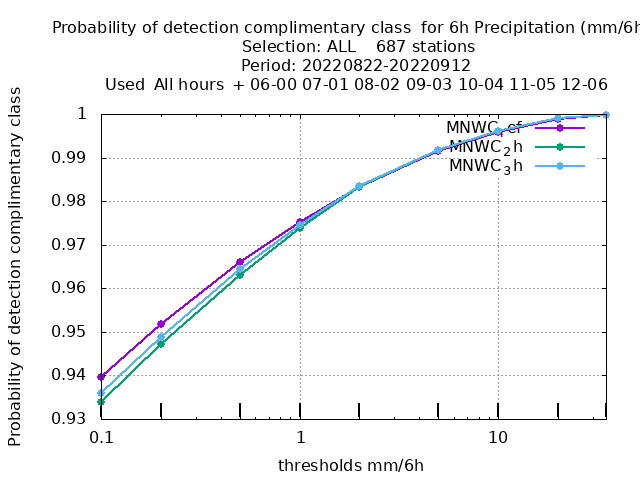 Probability of detection complimentary class for 6h Precipitation (mm/6h
Selection: ALL 687 stations
Period: 20220822-20220912
Used All hours + 06-00 07-01 08-02 09-03 10-04 11-05 12-06
Probability of detection complimentary class
1
0.99
0.98
0.97
0.96
0.95
0.94
0.93
MNWC_ref
MNWC_2h
MNWC_3h
0.1
1
10
thresholds mm/6h